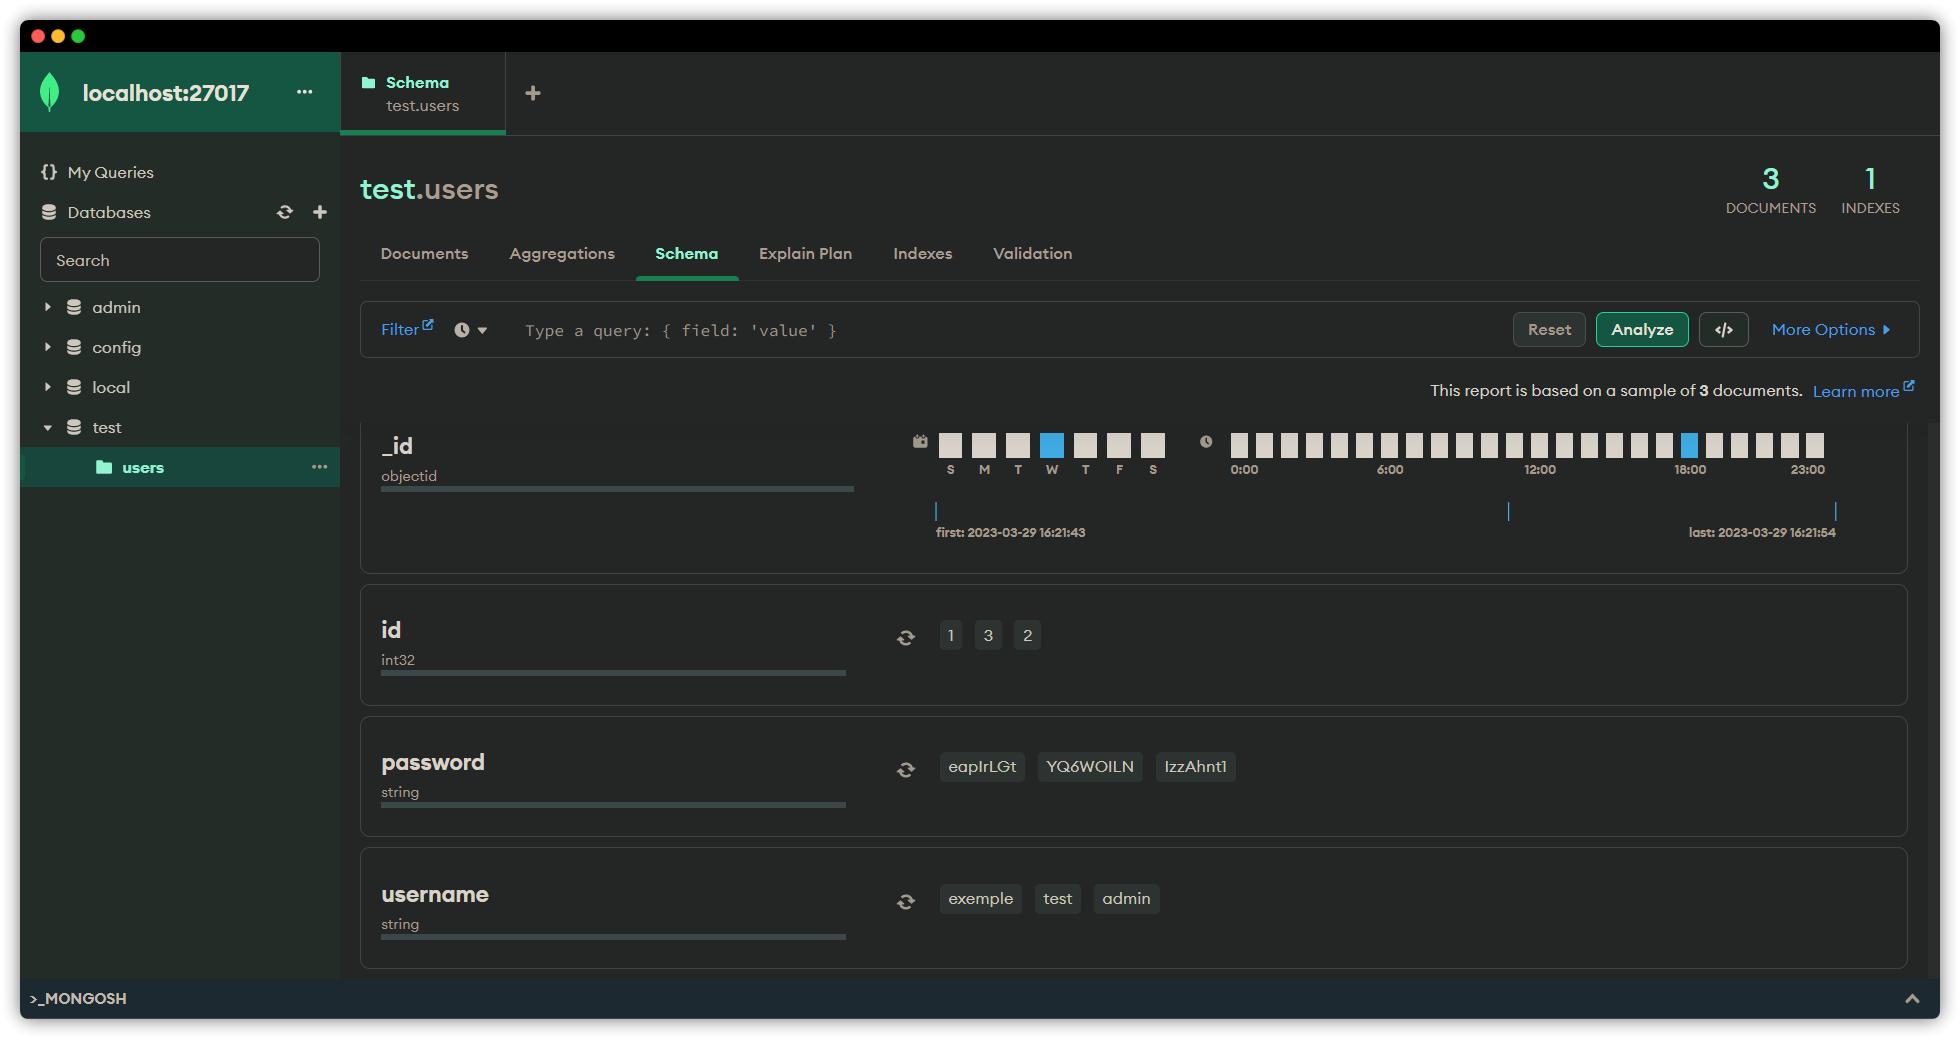 localhost:27017
Schema
test.users
My Queries
Databases
Search
admin
config
local
test
users
test.users
3
DOCUMENTS
1
INDEXES
Documents Aggregations Schema Explain Plan Indexes Validation
Filter Type a query: { field: 'value' } Reset Analyze </> More Options
This report is based on a sample of 3 documents. Learn more
_id
objectid
S M T W T F S
0:00 6:00 12:00 18:00 23:00
first: 2023-03-29 16:21:43
last: 2023-03-29 16:21:54
id
int32
1 3 2
password
string
eapIrLGt YQ6WOILN IzzAhnt1
username
string
exemple test admin
>_MONGOSH